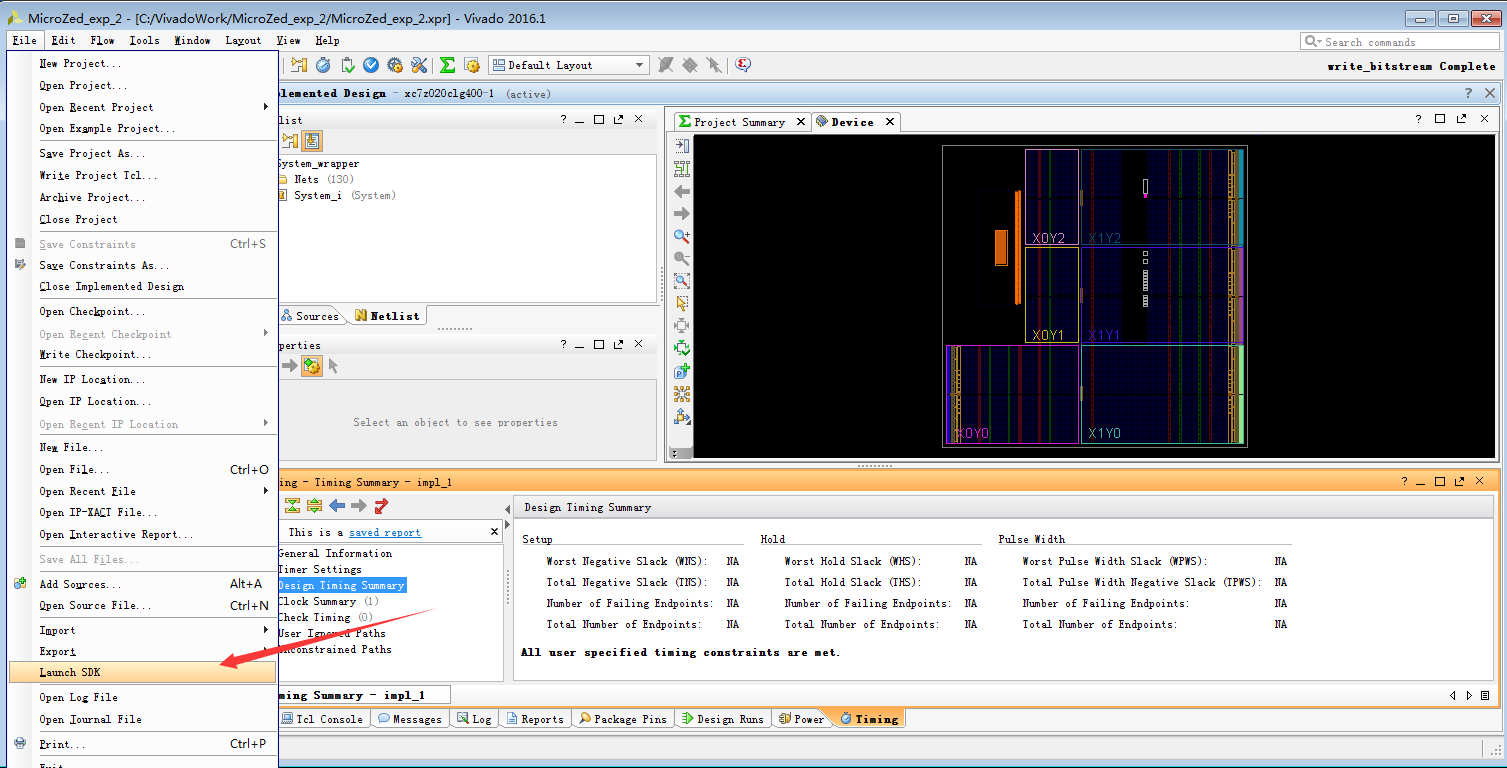 MicroZed_exp_2 - [C:/VivadoWork/MicroZed_exp_2/MicroZed_exp_2.xpr] - Vivado 2016.1
File Edit Flow Tools Window Layout View Help
Search commands
Default Layout
write_bitstream Complete
New Project...
Open Project...
Open Recent Project
Open Example Project...
Save Project As...
Write Project Tcl...
Archive Project...
Close Project
Save Constraints Ctrl+S
Save Constraints As...
Close Implemented Design
Open Checkpoint...
Open Recent Checkpoint
Write Checkpoint...
New IP Location...
Open IP Location...
Open Recent IP Location
New File...
Open File... Ctrl+O
Open Recent File
Open IP-XACT File...
Open Interactive Report...
Save All Files...
Add Sources... Alt+A
Open Source File... Ctrl+N
Import
Export
Launch SDK
Open Log File
Open Journal File
Print... Ctrl+P
Exit
plemented Design - xc7z020clg400-1 (active)
list
System_wrapper
Nets (130)
System_i (System)
Sources Netlist
perties
Select an object to see properties
Project Summary Device
X0Y2 X1Y2
X0Y1 X1Y1
X0Y0 X1Y0
ing - Timing Summary - impl_1
This is a saved report
General Information
Timer Settings
Design Timing Summary
Clock Summary (1)
Check Timing (0)
User Ignored Paths
nconstrained Paths
Design Timing Summary
Setup Hold Pulse Width
Worst Negative Slack (WNS): NA Worst Hold Slack (WHS): NA Worst Pulse Width Slack (WPWS): NA
Total Negative Slack (TNS): NA Total Hold Slack (THS): NA Total Pulse Width Negative Slack (TPWS): NA
Number of Failing Endpoints: NA Number of Failing Endpoints: NA Number of Failing Endpoints: NA
Total Number of Endpoints: NA Total Number of Endpoints: NA Total Number of Endpoints: NA
All user specified timing constraints are met.
ming Summary - impl_1
Tcl Console Messages Log Reports Package Pins Design Runs Power Timing